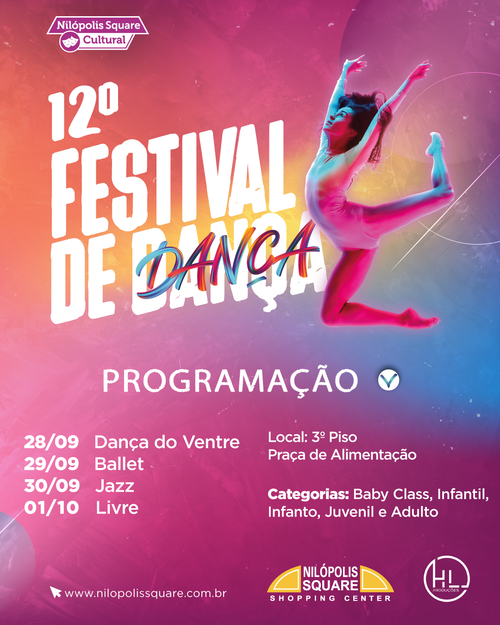 Nilópolis Square
Cultural
12º
FESTIVAL
DE DANÇA
DANÇA
PROGRAMAÇÃO
28/09 Dança do Ventre
29/09 Ballet
30/09 Jazz
01/10 Livre
Local: 3º Piso
Praça de Alimentação
Categorias: Baby Class, Infantil,
Infanto, Juvenil e Adulto
www.nilopolissquare.com.br
NILÓPOLIS
SQUARE
SHOPPING CENTER
HL
PRODUÇÕES